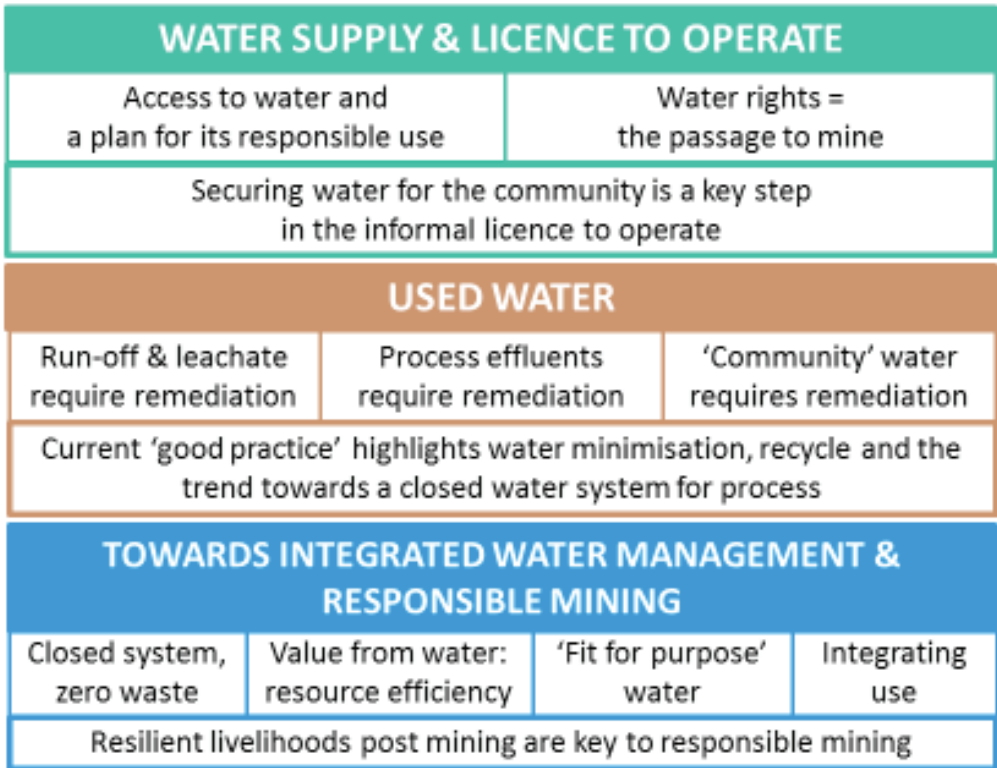 WATER SUPPLY & LICENCE TO OPERATE
Access to water and
a plan for its responsible use
Water rights =
the passage to mine
Securing water for the community is a key step
in the informal licence to operate
USED WATER
Run-off & leachate
require remediation
Process effluents
require remediation
‘Community’ water
requires remediation
Current ‘good practice’ highlights water minimisation, recycle and the
trend towards a closed water system for process
TOWARDS INTEGRATED WATER MANAGEMENT &
RESPONSIBLE MINING
Closed system,
zero waste
Value from water:
resource efficiency
‘Fit for purpose’
water
Integrating
use
Resilient livelihoods post mining are key to responsible mining